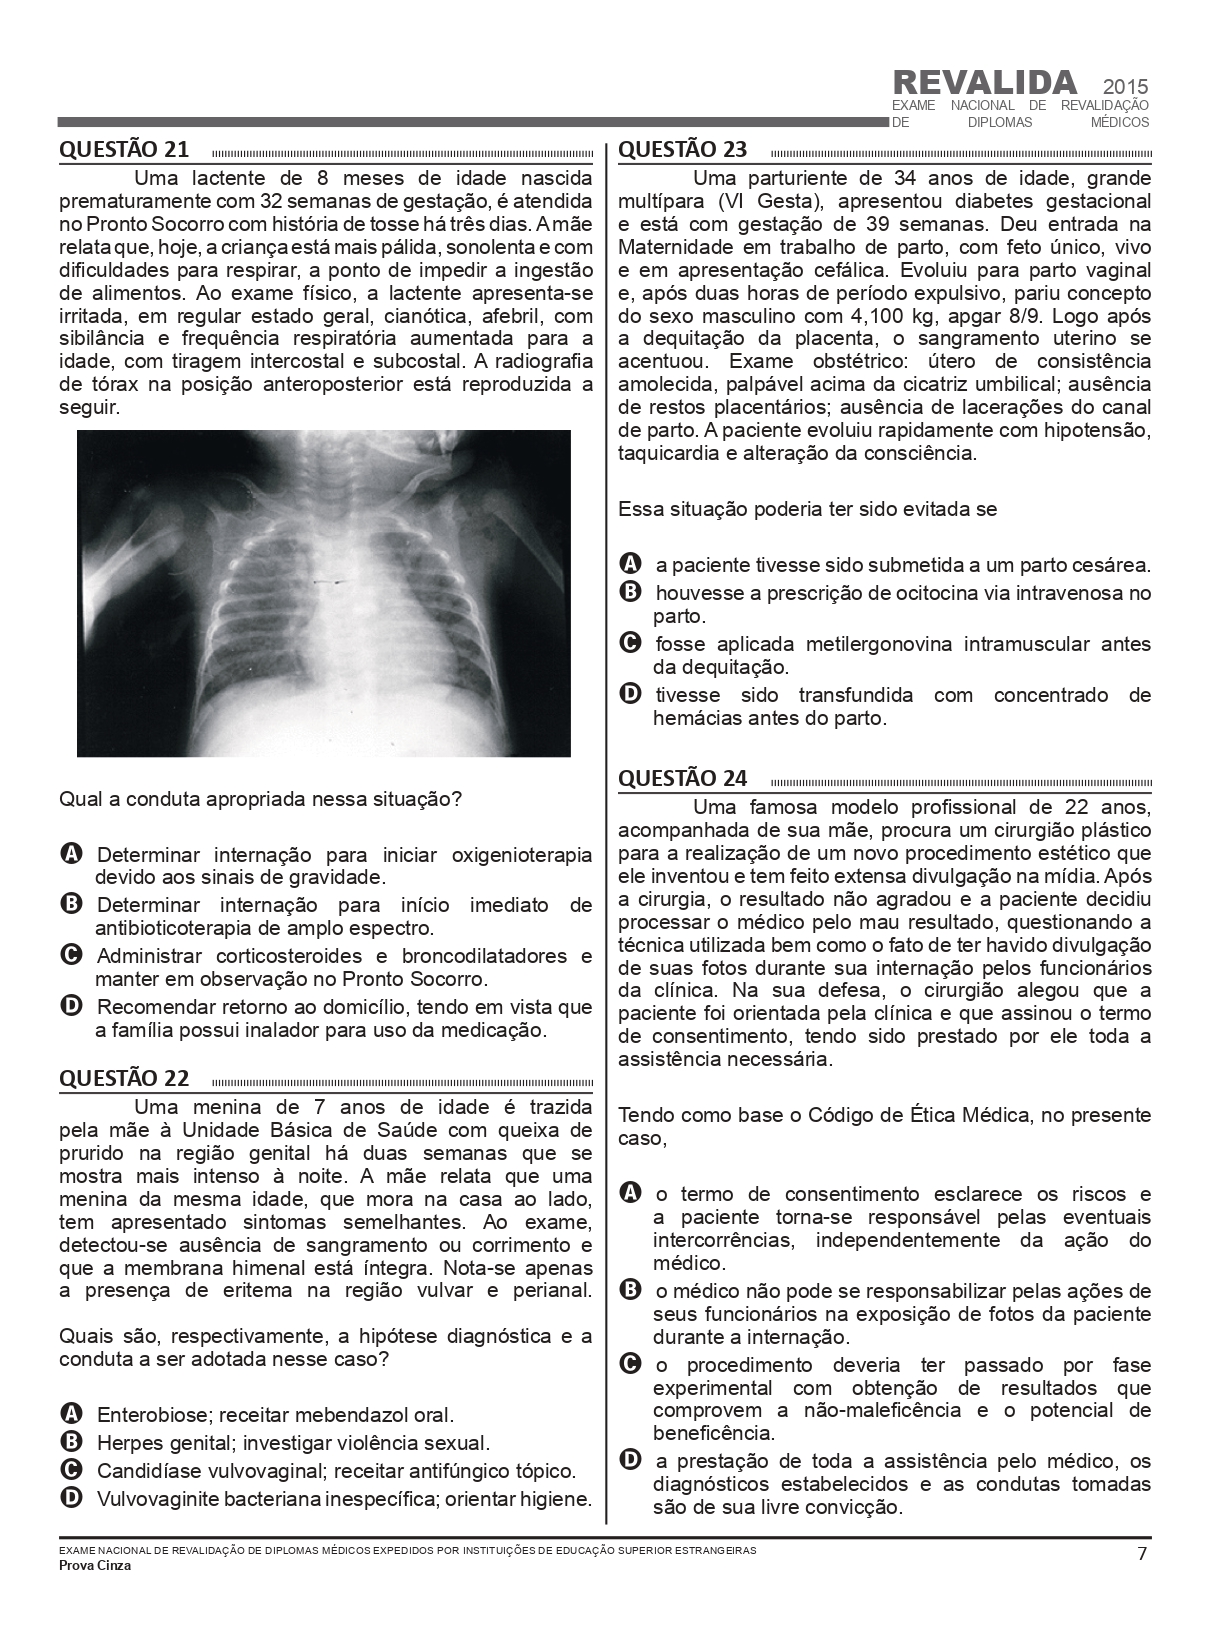 REVALIDA 2015
EXAME NACIONAL DE REVALIDAÇÃO
DE DIPLOMAS MÉDICOS
QUESTÃO 21
Uma lactente de 8 meses de idade nascida
prematuramente com 32 semanas de gestação, é atendida
no Pronto Socorro com história de tosse há três dias. A mãe
relata que, hoje, a criança está mais pálida, sonolenta e com
dificuldades para respirar, a ponto de impedir a ingestão
de alimentos. Ao exame físico, a lactente apresenta-se
irritada, em regular estado geral, cianótica, afebril, com
sibilância e frequência respiratória aumentada para a
idade, com tiragem intercostal e subcostal. A radiografia
de tórax na posição anteroposterior está reproduzida a
seguir.
Qual a conduta apropriada nessa situação?
A Determinar internação para iniciar oxigenioterapia
devido aos sinais de gravidade.
B Determinar internação para início imediato de
antibioticoterapia de amplo espectro.
C Administrar corticosteroides e broncodilatadores e
manter em observação no Pronto Socorro.
D Recomendar retorno ao domicílio, tendo em vista que
a família possui inalador para uso da medicação.
QUESTÃO 22
Uma menina de 7 anos de idade é trazida
pela mãe à Unidade Básica de Saúde com queixa de
prurido na região genital há duas semanas que se
mostra mais intenso à noite. A mãe relata que uma
menina da mesma idade, que mora na casa ao lado,
tem apresentado sintomas semelhantes. Ao exame,
detectou-se ausência de sangramento ou corrimento e
que a membrana himenal está íntegra. Nota-se apenas
a presença de eritema na região vulvar e perianal.
Quais são, respectivamente, a hipótese diagnóstica e a
conduta a ser adotada nesse caso?
A Enterobiose; receitar mebendazol oral.
B Herpes genital; investigar violência sexual.
C Candidíase vulvovaginal; receitar antifúngico tópico.
D Vulvovaginite bacteriana inespecífica; orientar higiene.
QUESTÃO 23
Uma parturiente de 34 anos de idade, grande
multípara (VI Gesta), apresentou diabetes gestacional
e está com gestação de 39 semanas. Deu entrada na
Maternidade em trabalho de parto, com feto único, vivo
e em apresentação cefálica. Evoluiu para parto vaginal
e, após duas horas de período expulsivo, pariu concepto
do sexo masculino com 4,100 kg, apgar 8/9. Logo após
a dequitação da placenta, o sangramento uterino se
acentuou. Exame obstétrico: útero de consistência
amolecida, palpável acima da cicatriz umbilical; ausência
de restos placentários; ausência de lacerações do canal
de parto. A paciente evoluiu rapidamente com hipotensão,
taquicardia e alteração da consciência.
Essa situação poderia ter sido evitada se
A a paciente tivesse sido submetida a um parto cesárea.
B houvesse a prescrição de ocitocina via intravenosa no
parto.
C fosse aplicada metilergonovina intramuscular antes
da dequitação.
D tivesse sido transfundida com concentrado de
hemácias antes do parto.
QUESTÃO 24
Uma famosa modelo profissional de 22 anos,
acompanhada de sua mãe, procura um cirurgião plástico
para a realização de um novo procedimento estético que
ele inventou e tem feito extensa divulgação na mídia. Após
a cirurgia, o resultado não agradou e a paciente decidiu
processar o médico pelo mau resultado, questionando a
técnica utilizada bem como o fato de ter havido divulgação
de suas fotos durante sua internação pelos funcionários
da clínica. Na sua defesa, o cirurgião alegou que a
paciente foi orientada pela clínica e que assinou o termo
de consentimento, tendo sido prestado por ele toda a
assistência necessária.
Tendo como base o Código de Ética Médica, no presente
caso,
A o termo de consentimento esclarece os riscos e
a paciente torna-se responsável pelas eventuais
intercorrências, independentemente da ação do
médico.
B o médico não pode se responsabilizar pelas ações de
seus funcionários na exposição de fotos da paciente
durante a internação.
C o procedimento deveria ter passado por fase
experimental com obtenção de resultados que
comprovem a não-maleficência e o potencial de
beneficência.
D a prestação de toda a assistência pelo médico, os
diagnósticos estabelecidos e as condutas tomadas
são de sua livre convicção.
EXAME NACIONAL DE REVALIDAÇÃO DE DIPLOMAS MÉDICOS EXPEDIDOS POR INSTITUIÇÕES DE EDUCAÇÃO SUPERIOR ESTRANGEIRAS
Prova Cinza
7